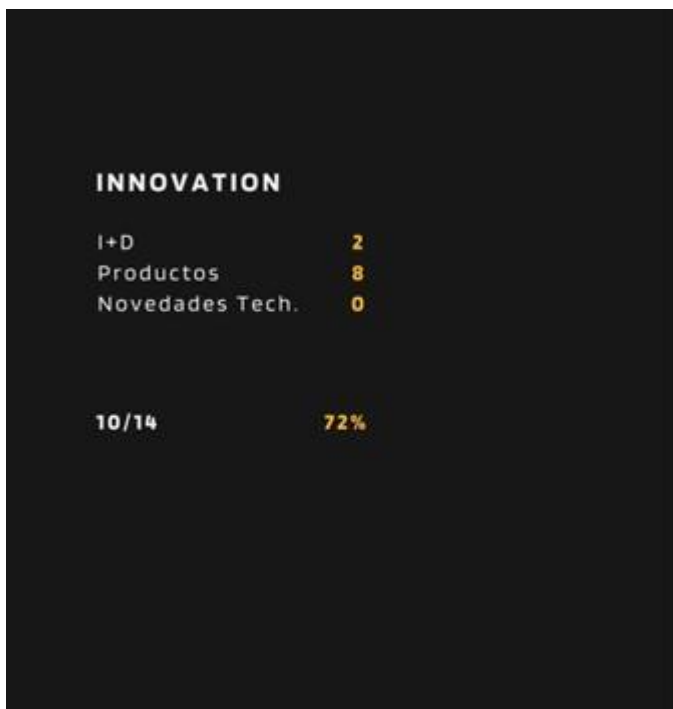 INNOVATION
I+D 2
Productos 8
Novedades Tech. 0
10/14 72%